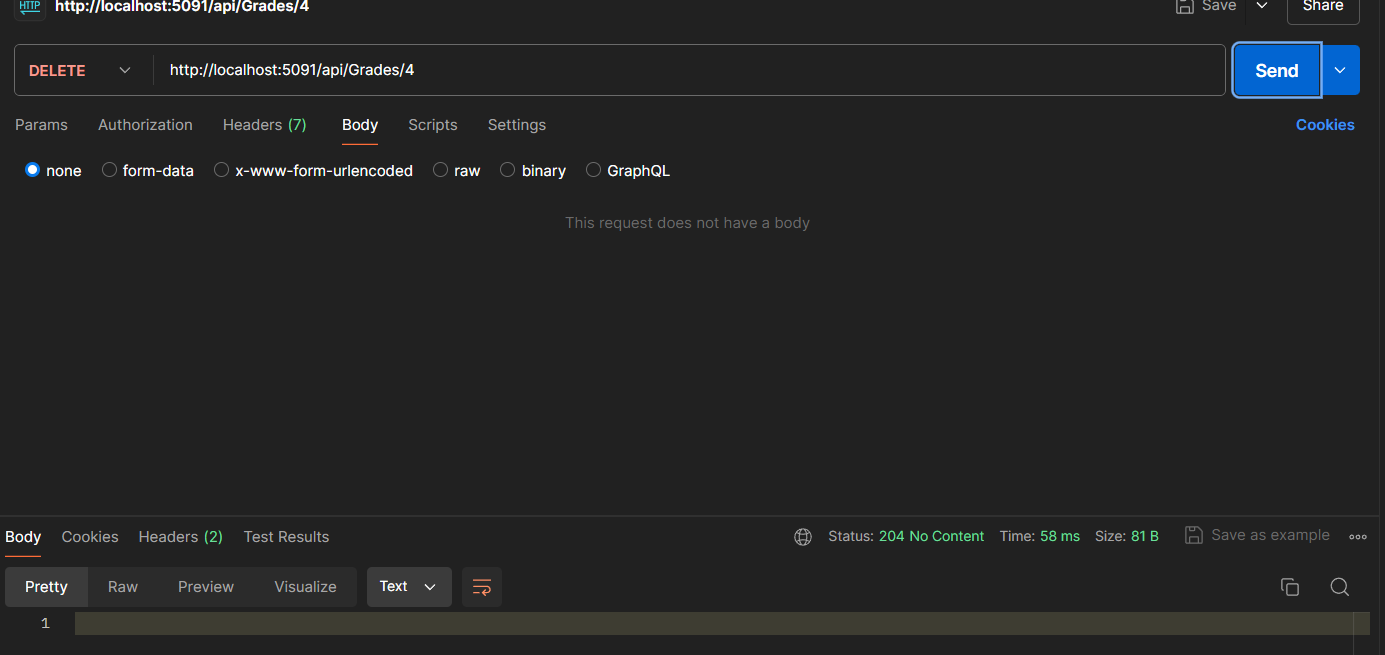 HTTP http://localhost:5091/api/Grades/4 Save Share
DELETE http://localhost:5091/api/Grades/4 Send
Params Authorization Headers (7) Body Scripts Settings Cookies
none form-data x-www-form-urlencoded raw binary GraphQL
This request does not have a body
Body Cookies Headers (2) Test Results Status: 204 No Content Time: 58 ms Size: 81 B Save as example
Pretty Raw Preview Visualize Text
1